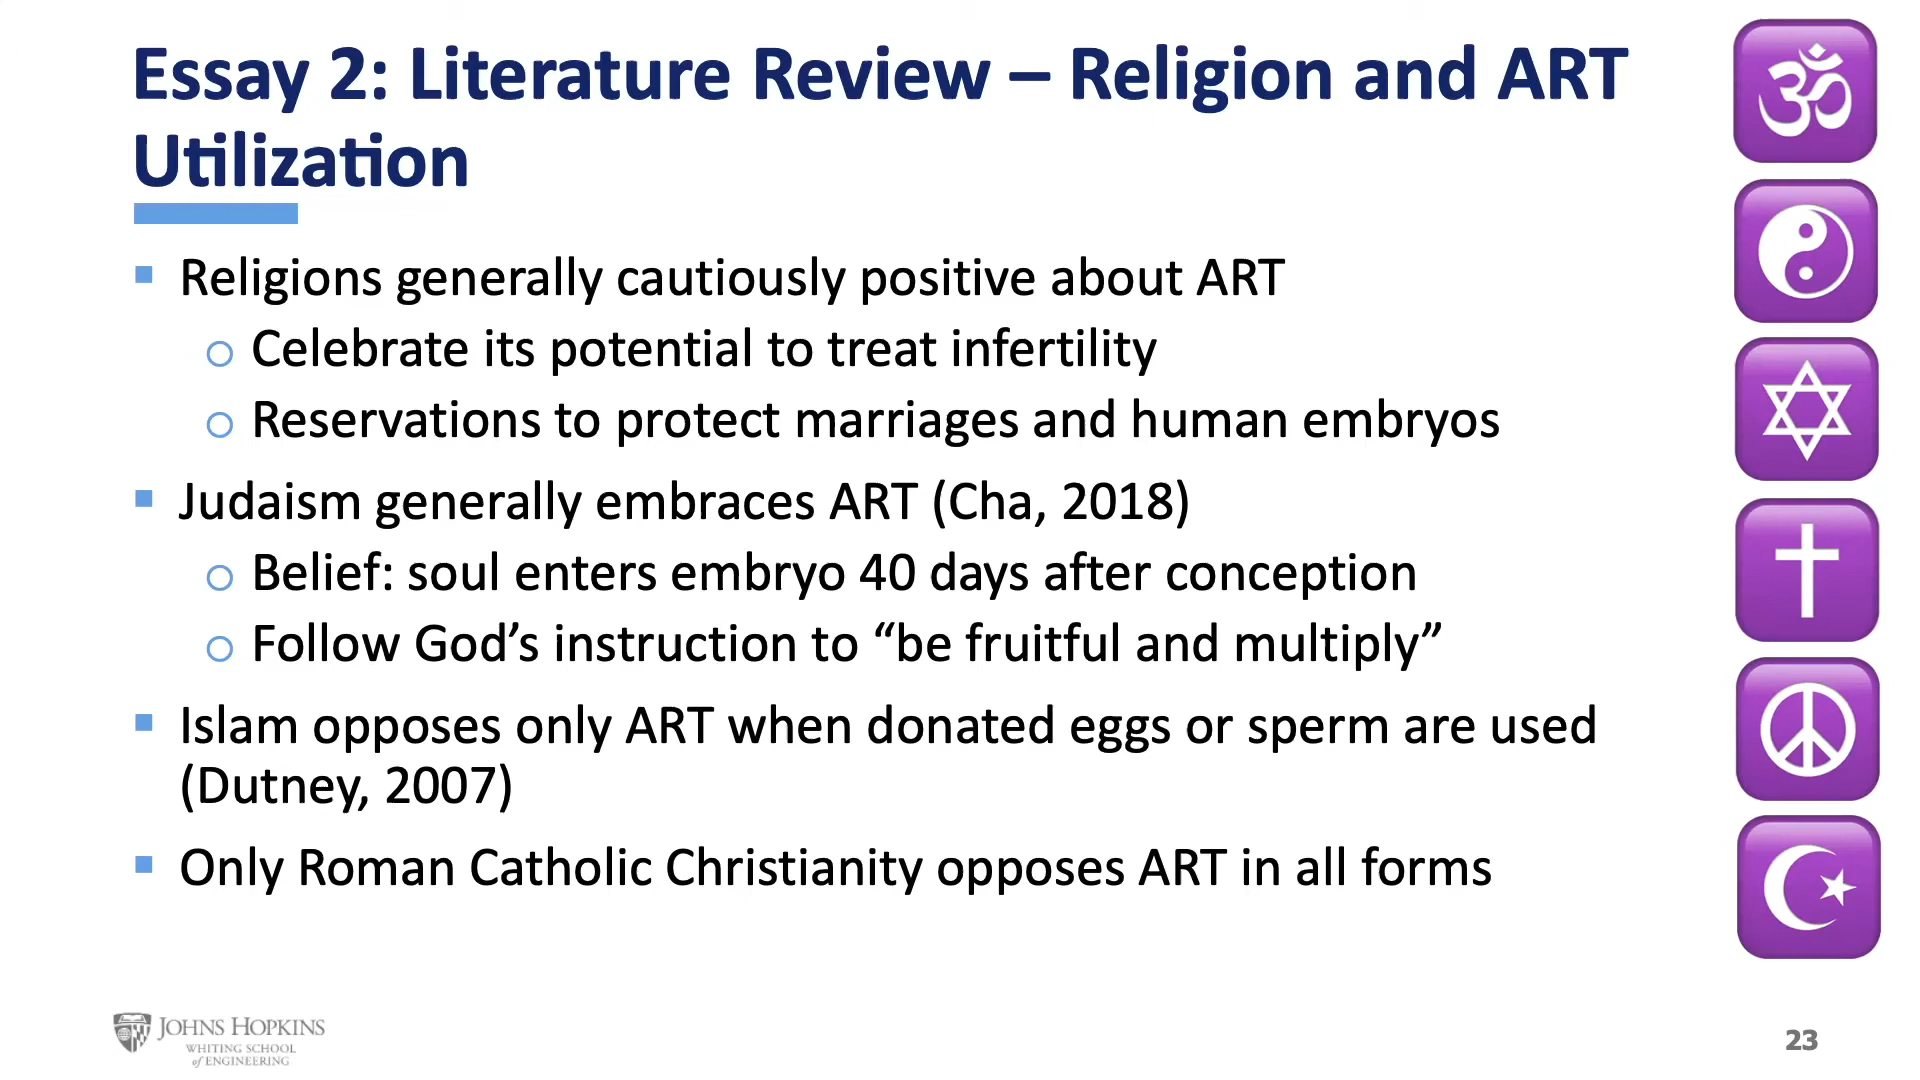 Essay 2: Literature Review – Religion and ART
Utilization
Religions generally cautiously positive about ART
Celebrate its potential to treat infertility
Reservations to protect marriages and human embryos
Judaism generally embraces ART (Cha, 2018)
Belief: soul enters embryo 40 days after conception
Follow God’s instruction to “be fruitful and multiply”
Islam opposes only ART when donated eggs or sperm are used
(Dutney, 2007)
Only Roman Catholic Christianity opposes ART in all forms
JOHNS HOPKINS
WHITING SCHOOL
of ENGINEERING
23